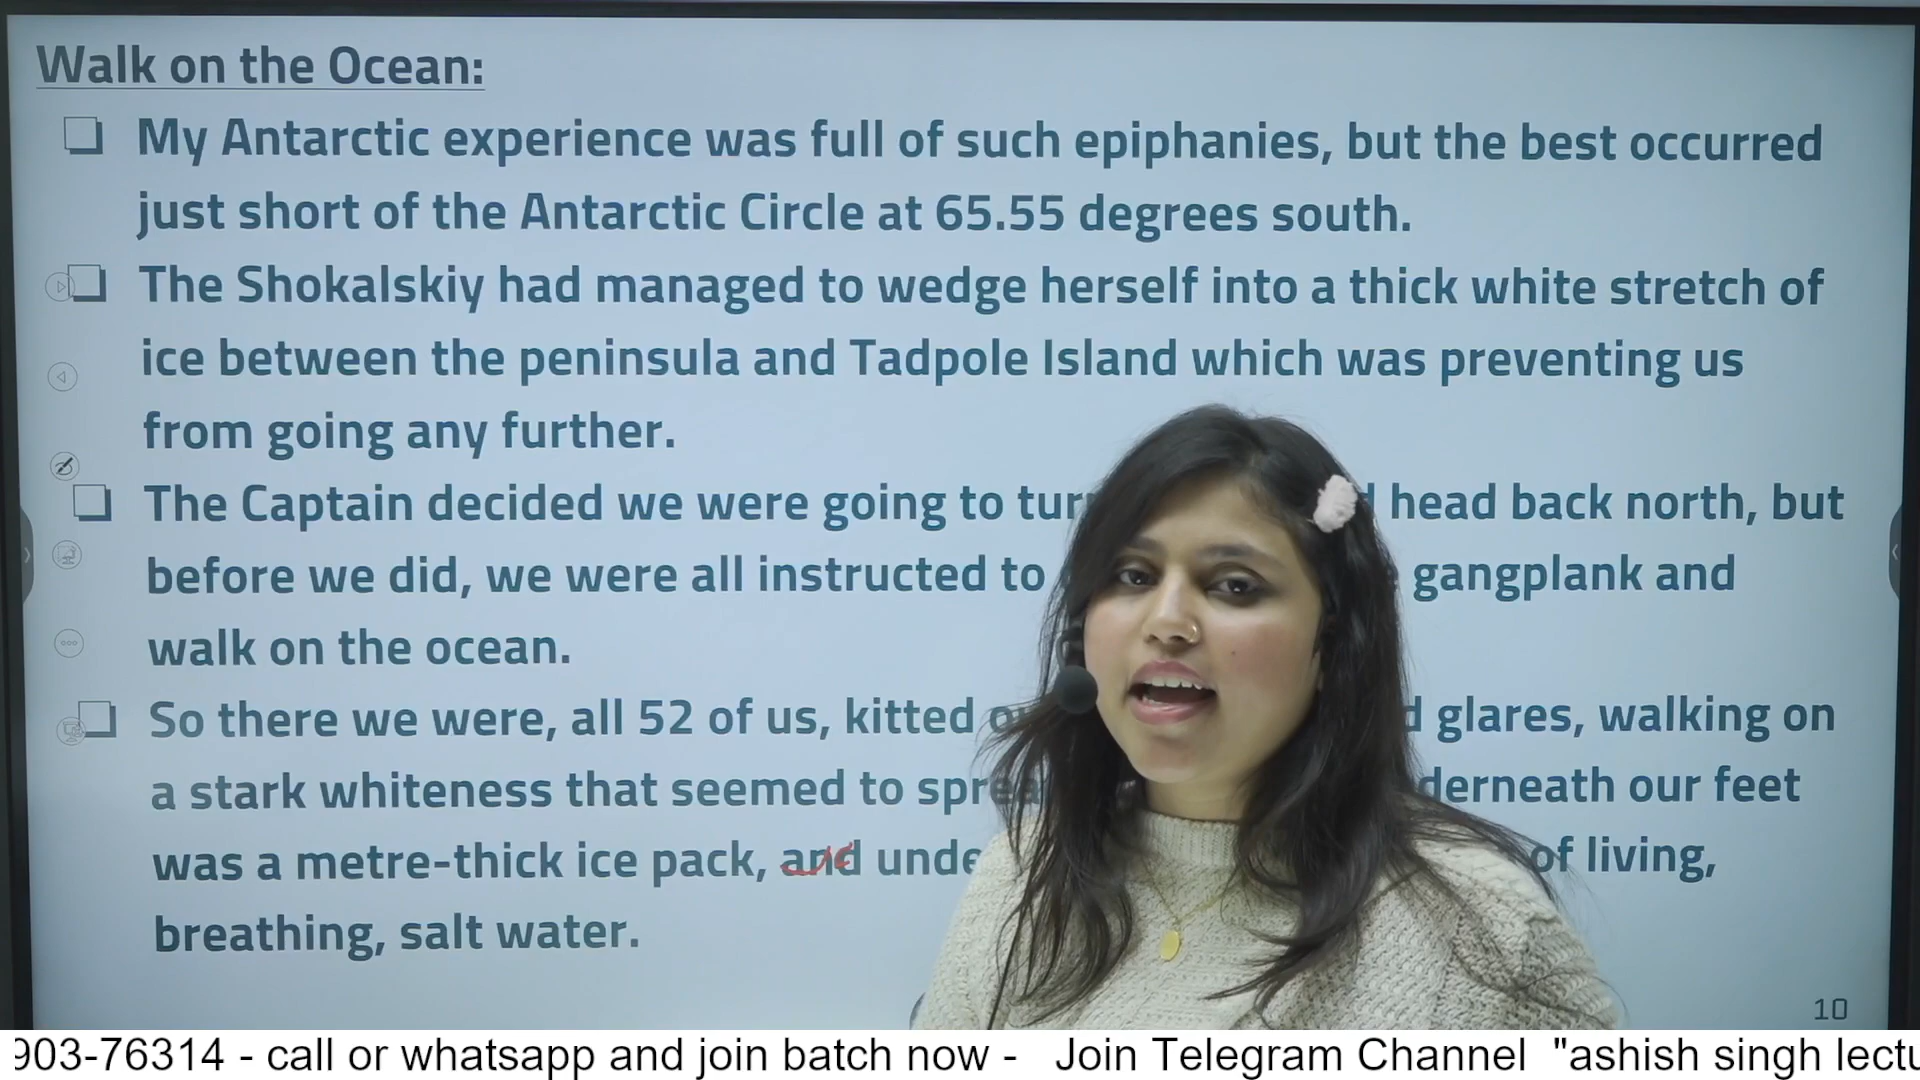 Walk on the Ocean:
My Antarctic experience was full of such epiphanies, but the best occurred
just short of the Antarctic Circle at 65.55 degrees south.
The Shokalskiy had managed to wedge herself into a thick white stretch of
ice between the peninsula and Tadpole Island which was preventing us
from going any further.
The Captain decided we were going to head back north, but
before we did, we were all instructed to gangplank and
walk on the ocean.
So there we were, all 52 of us, kitted glares, walking on
a stark whiteness that seemed to our feet
was a metre-thick ice pack, and of living,
breathing, salt water.
10
903-76314 - call or whatsapp and join batch now - Join Telegram Channel "ashish singh lectu